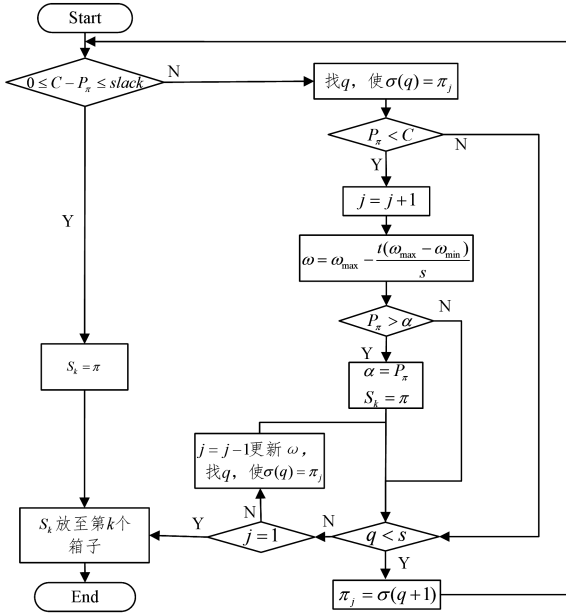 Start
0 ≤ C − P_π ≤ slack
N
找q，使σ(q) = π_j
P_π < C
N
Y
j = j+1
Y
ω = ω_max − t(ω_max − ω_min)/s
P_π > α
N
Y
S_k = π
α = P_π
S_k = π
j = j−1更新 ω，
找q，使σ(q) = π_j
N
Y
N
S_k 放至第k个
箱子
j = 1
q < s
Y
End
π_j = σ(q+1)